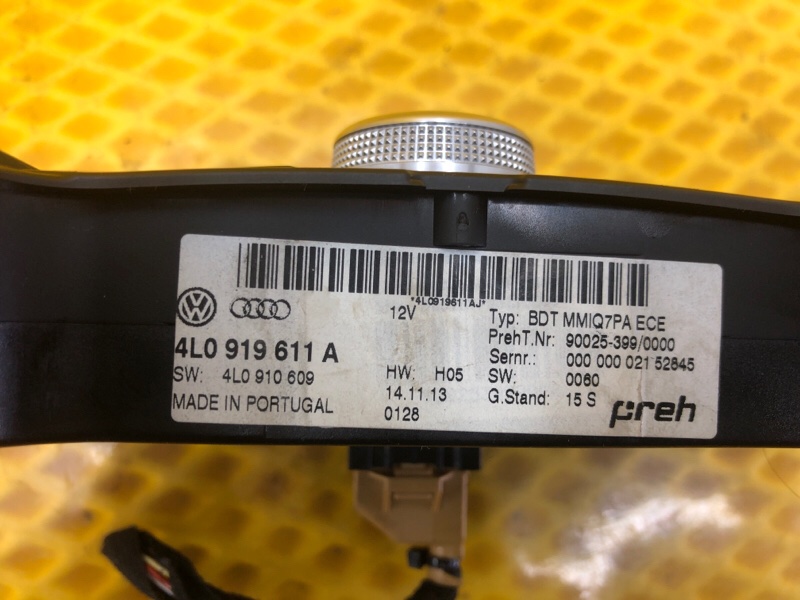 A
*4L0919611AJ*
12V
4L0 919 611 A
SW: 4L0 910 609
MADE IN PORTUGAL
HW: H05
14.11.13
0128
Typ: BDT MMIQ7PA ECE
PrehT.Nr: 90025-399/0000
Sernr.: 000 000 021 52645
SW: 0060
G.Stand: 15 S
preh